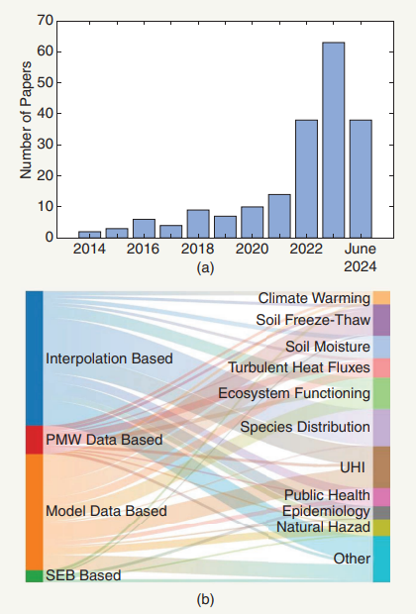 70
60
50
40
30
20
10
0
Number of Papers
2014 2016 2018 2020 2022 June
2024
(a)
Climate Warming
Soil Freeze-Thaw
Soil Moisture
Turbulent Heat Fluxes
Ecosystem Functioning
Species Distribution
UHI
Public Health
Epidemiology
Natural Hazad
Other
Interpolation Based
PMW Data Based
Model Data Based
SEB Based
(b)